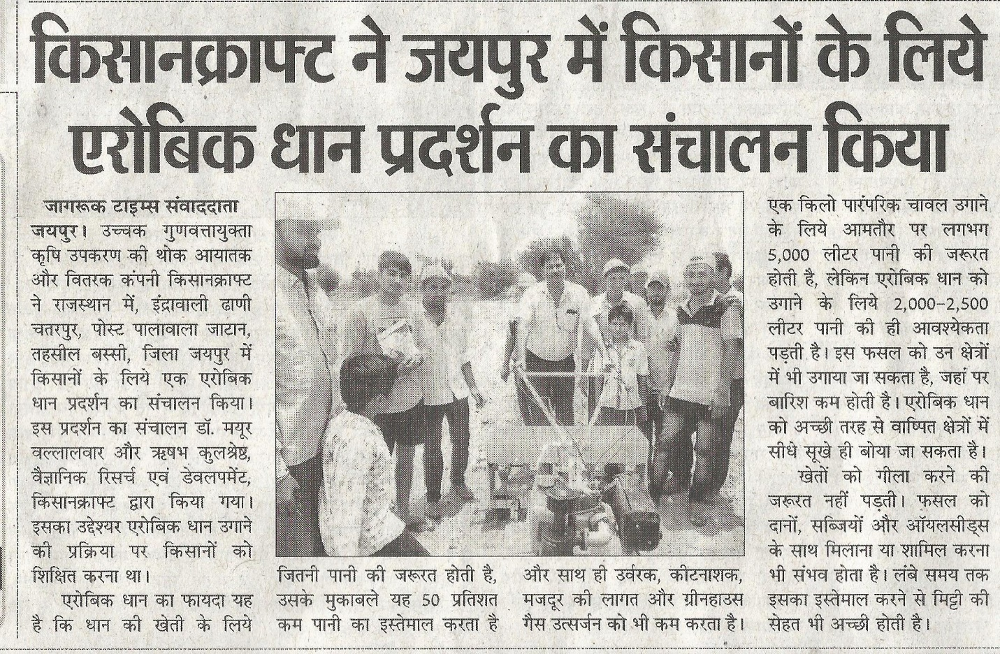 किसानक्राफ्ट ने जयपुर में किसानों के लिये
एरोबिक धान प्रदर्शन का संचालन किया
जागरूक टाइम्स संवाददाता
जयपुर। उच्चक गुणवत्तायुक्ता
कृषि उपकरण की थोक आयातक
और वितरक कंपनी किसानक्राफ्ट
ने राजस्थान में, इंद्रावाली ढाणी
चतरपुर, पोस्ट पालावाला जाटान,
तहसील बस्सी, जिला जयपुर में
किसानों के लिये एक एरोबिक
धान प्रदर्शन का संचालन किया।
इस प्रदर्शन का संचालन डॉ. मयूर
वल्लालवार और ऋषभ कुलश्रेष्ठ,
वैज्ञानिक रिसर्च एवं डेवलपमेंट,
किसानक्राफ्ट द्वारा किया गया।
इसका उद्देश्यर एरोबिक धान उगाने
की प्रक्रिया पर किसानों को
शिक्षित करना था।
एरोबिक धान का फायदा यह
है कि धान की खेती के लिये
जितनी पानी की जरूरत होती है,
उसके मुकाबले यह 50 प्रतिशत
कम पानी का इस्तेमाल करता है
और साथ ही उर्वरक, कीटनाशक,
मजदूर की लागत और ग्रीनहाउस
गैस उत्सर्जन को भी कम करता है।
एक किलो पारंपरिक चावल उगाने
के लिये आमतौर पर लगभग
5,000 लीटर पानी की जरूरत
होती है, लेकिन एरोबिक धान को
उगाने के लिये 2,000-2,500
लीटर पानी की ही आवश्येकता
पड़ती है। इस फसल को उन क्षेत्रों
में भी उगाया जा सकता है, जहां पर
बारिश कम होती है। एरोबिक धान
को अच्छी तरह से वाष्पित क्षेत्रों में
सीधे सूखे ही बोया जा सकता है।
खेतों को गीला करने की
जरूरत नहीं पड़ती। फसल को
दानों, सब्जियों और ऑयलसीड्स
के साथ मिलाना या शामिल करना
भी संभव होता है। लंबे समय तक
इसका इस्तेमाल करने से मिट्टी की
सेहत भी अच्छी होती है।